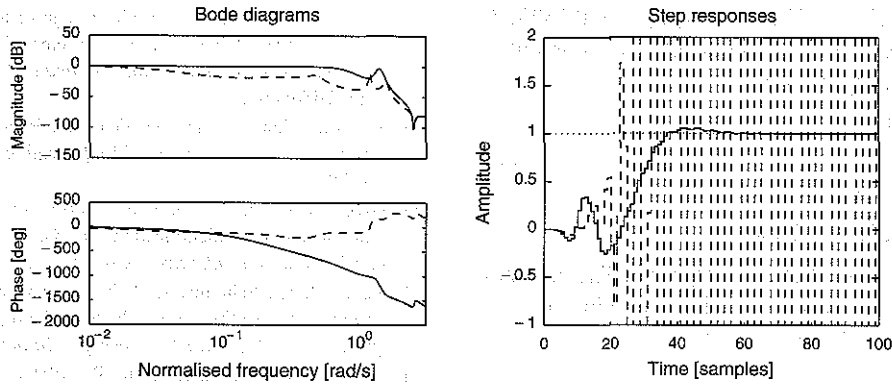 Bode diagrams
Magnitude [dB]
50
0
−50
−100
−150
Phase [deg]
500
0
−500
−1000
−1500
−2000
10−2
10−1
100
Normalised frequency [rad/s]
Step responses
Amplitude
2
1.5
1
0.5
0
−0.5
−1
0 20 40 60 80 100
Time [samples]